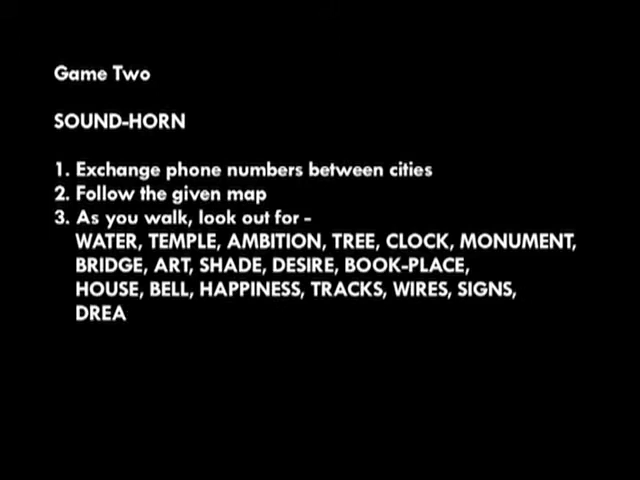 Game Two
SOUND-HORN
1. Exchange phone numbers between cities
2. Follow the given map
3. As you walk, look out for -
WATER, TEMPLE, AMBITION, TREE, CLOCK, MONUMENT,
BRIDGE, ART, SHADE, DESIRE, BOOK-PLACE,
HOUSE, BELL, HAPPINESS, TRACKS, WIRES, SIGNS,
DREA